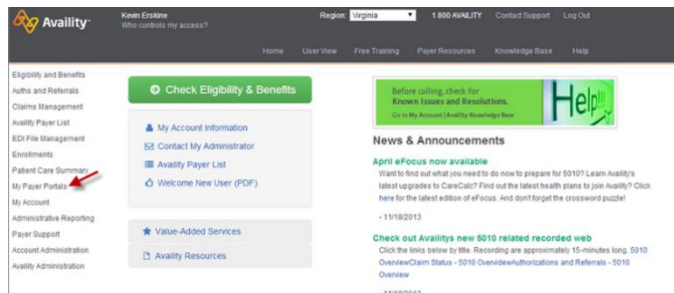 Availity
Kevin Erskine
Who controls my access?
Region: Virginia
1 800 AVAILITY
Contact Support
Log Out
Home
User View
Free Training
Payer Resources
Knowledge Base
Help
Eligibility and Benefits
Auths and Referrals
Claims Management
Availity Payer List
EDI File Management
Enrollments
Patient Care Summary
My Payer Portals
My Account
Administrative Reporting
Payer Support
Account Administration
Availity Administration
Check Eligibility & Benefits
My Account Information
Contact My Administrator
Availity Payer List
Welcome New User (PDF)
Value-Added Services
Availity Resources
Before calling, check for
Known Issues and Resolutions.
Go to My Account | Availity Knowledge Base
Help!!!
News & Announcements
April eFocus now available
Want to find out what you need to do now to prepare for 5010? Learn Availity's
latest upgrades to CareCalc? Find out the latest health plans to join Availity? Click
here for the latest edition of eFocus. And don't forget the crossword puzzle!
- 11/18/2013
Check out Availitys new 5010 related recorded web
Click the links below by title. Recording are approximately 15-minutes long. 5010
OverviewClaim Status - 5010 OvervidewAuthorizations and Referrals - 5010
Overview